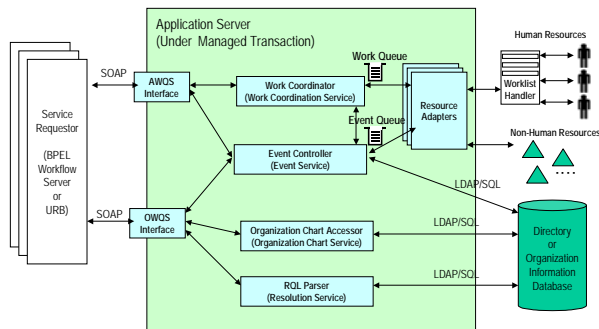 Application Server
(Under Managed Transaction)
Human Resources
Work Queue
SOAP
AWQS
Interface
Work Coordinator
(Work Coordination Service)
Worklist
Handler
Resource
Adapters
Service
Requestor
(BPEL
Workflow
Server
or
URB)
Event Queue
Non-Human Resources
....
Event Controller
(Event Service)
LDAP/SQL
SOAP
OWQS
Interface
Organization Chart Accessor
(Organization Chart Service)
LDAP/SQL
Directory
or
Organization
Information
Database
RQL Parser
(Resolution Service)
LDAP/SQL